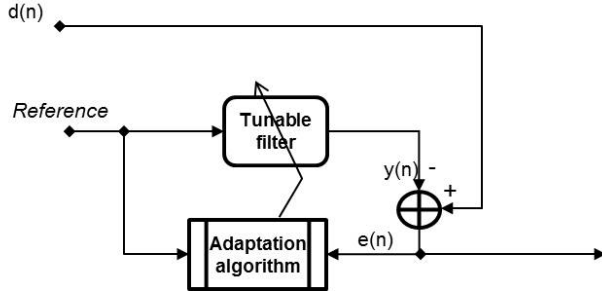 d(n)
Reference
Tunable
filter
y(n)
-
+
Adaptation
algorithm
e(n)